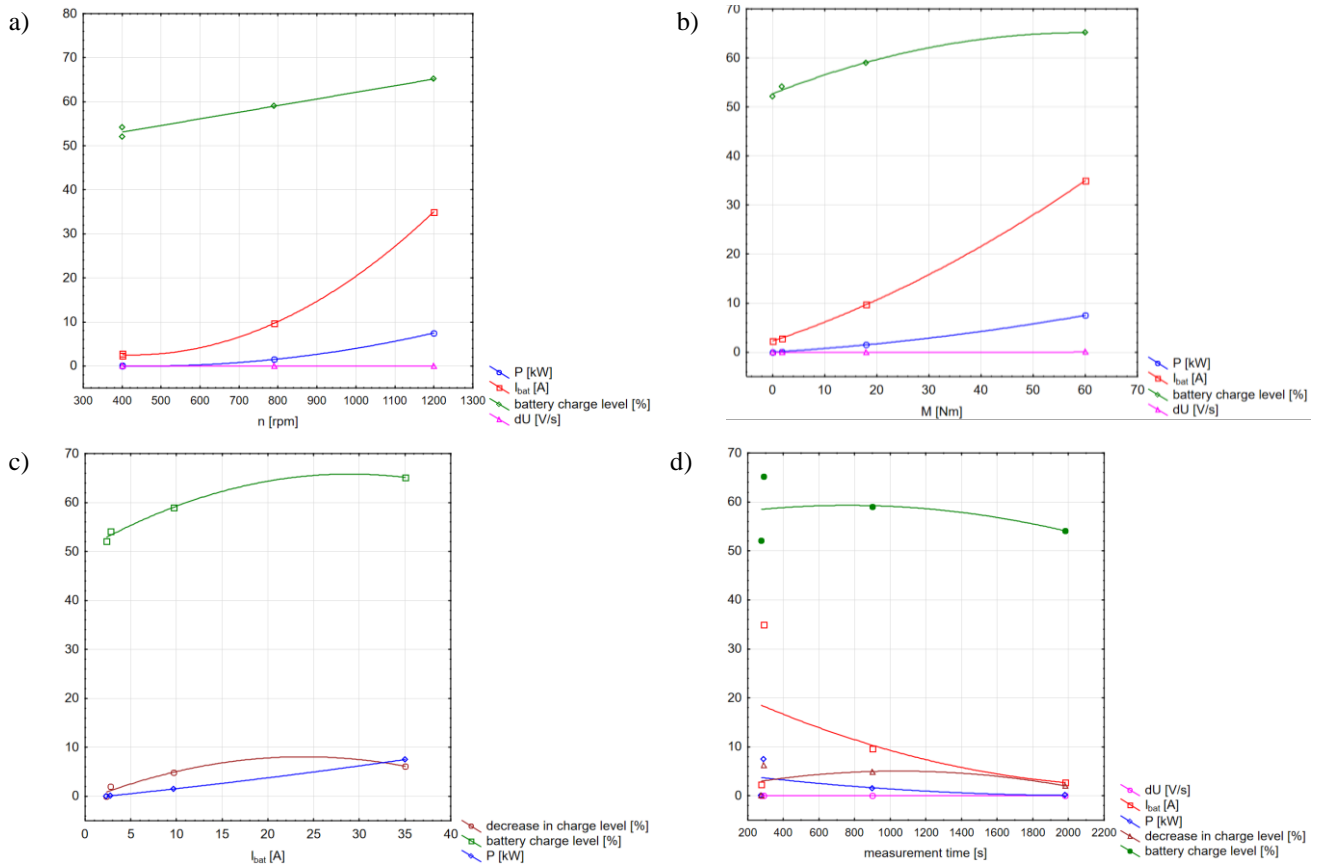 a)
80
70
60
50
40
30
20
10
0
300 400 500 600 700 800 900 1000 1100 1200 1300
n [rpm]
P [kW]
I_bat [A]
battery charge level [%]
dU [V/s]
b)
70
60
50
40
30
20
10
0
0 10 20 30 40 50 60 70
M [Nm]
P [kW]
I_bat [A]
battery charge level [%]
dU [V/s]
c)
70
60
50
40
30
20
10
0
0 5 10 15 20 25 30 35 40
I_bat [A]
decrease in charge level [%]
battery charge level [%]
P [kW]
d)
70
60
50
40
30
20
10
0
200 400 600 800 1000 1200 1400 1600 1800 2000 2200
measurement time [s]
dU [V/s]
I_bat [A]
P [kW]
decrease in charge level [%]
battery charge level [%]